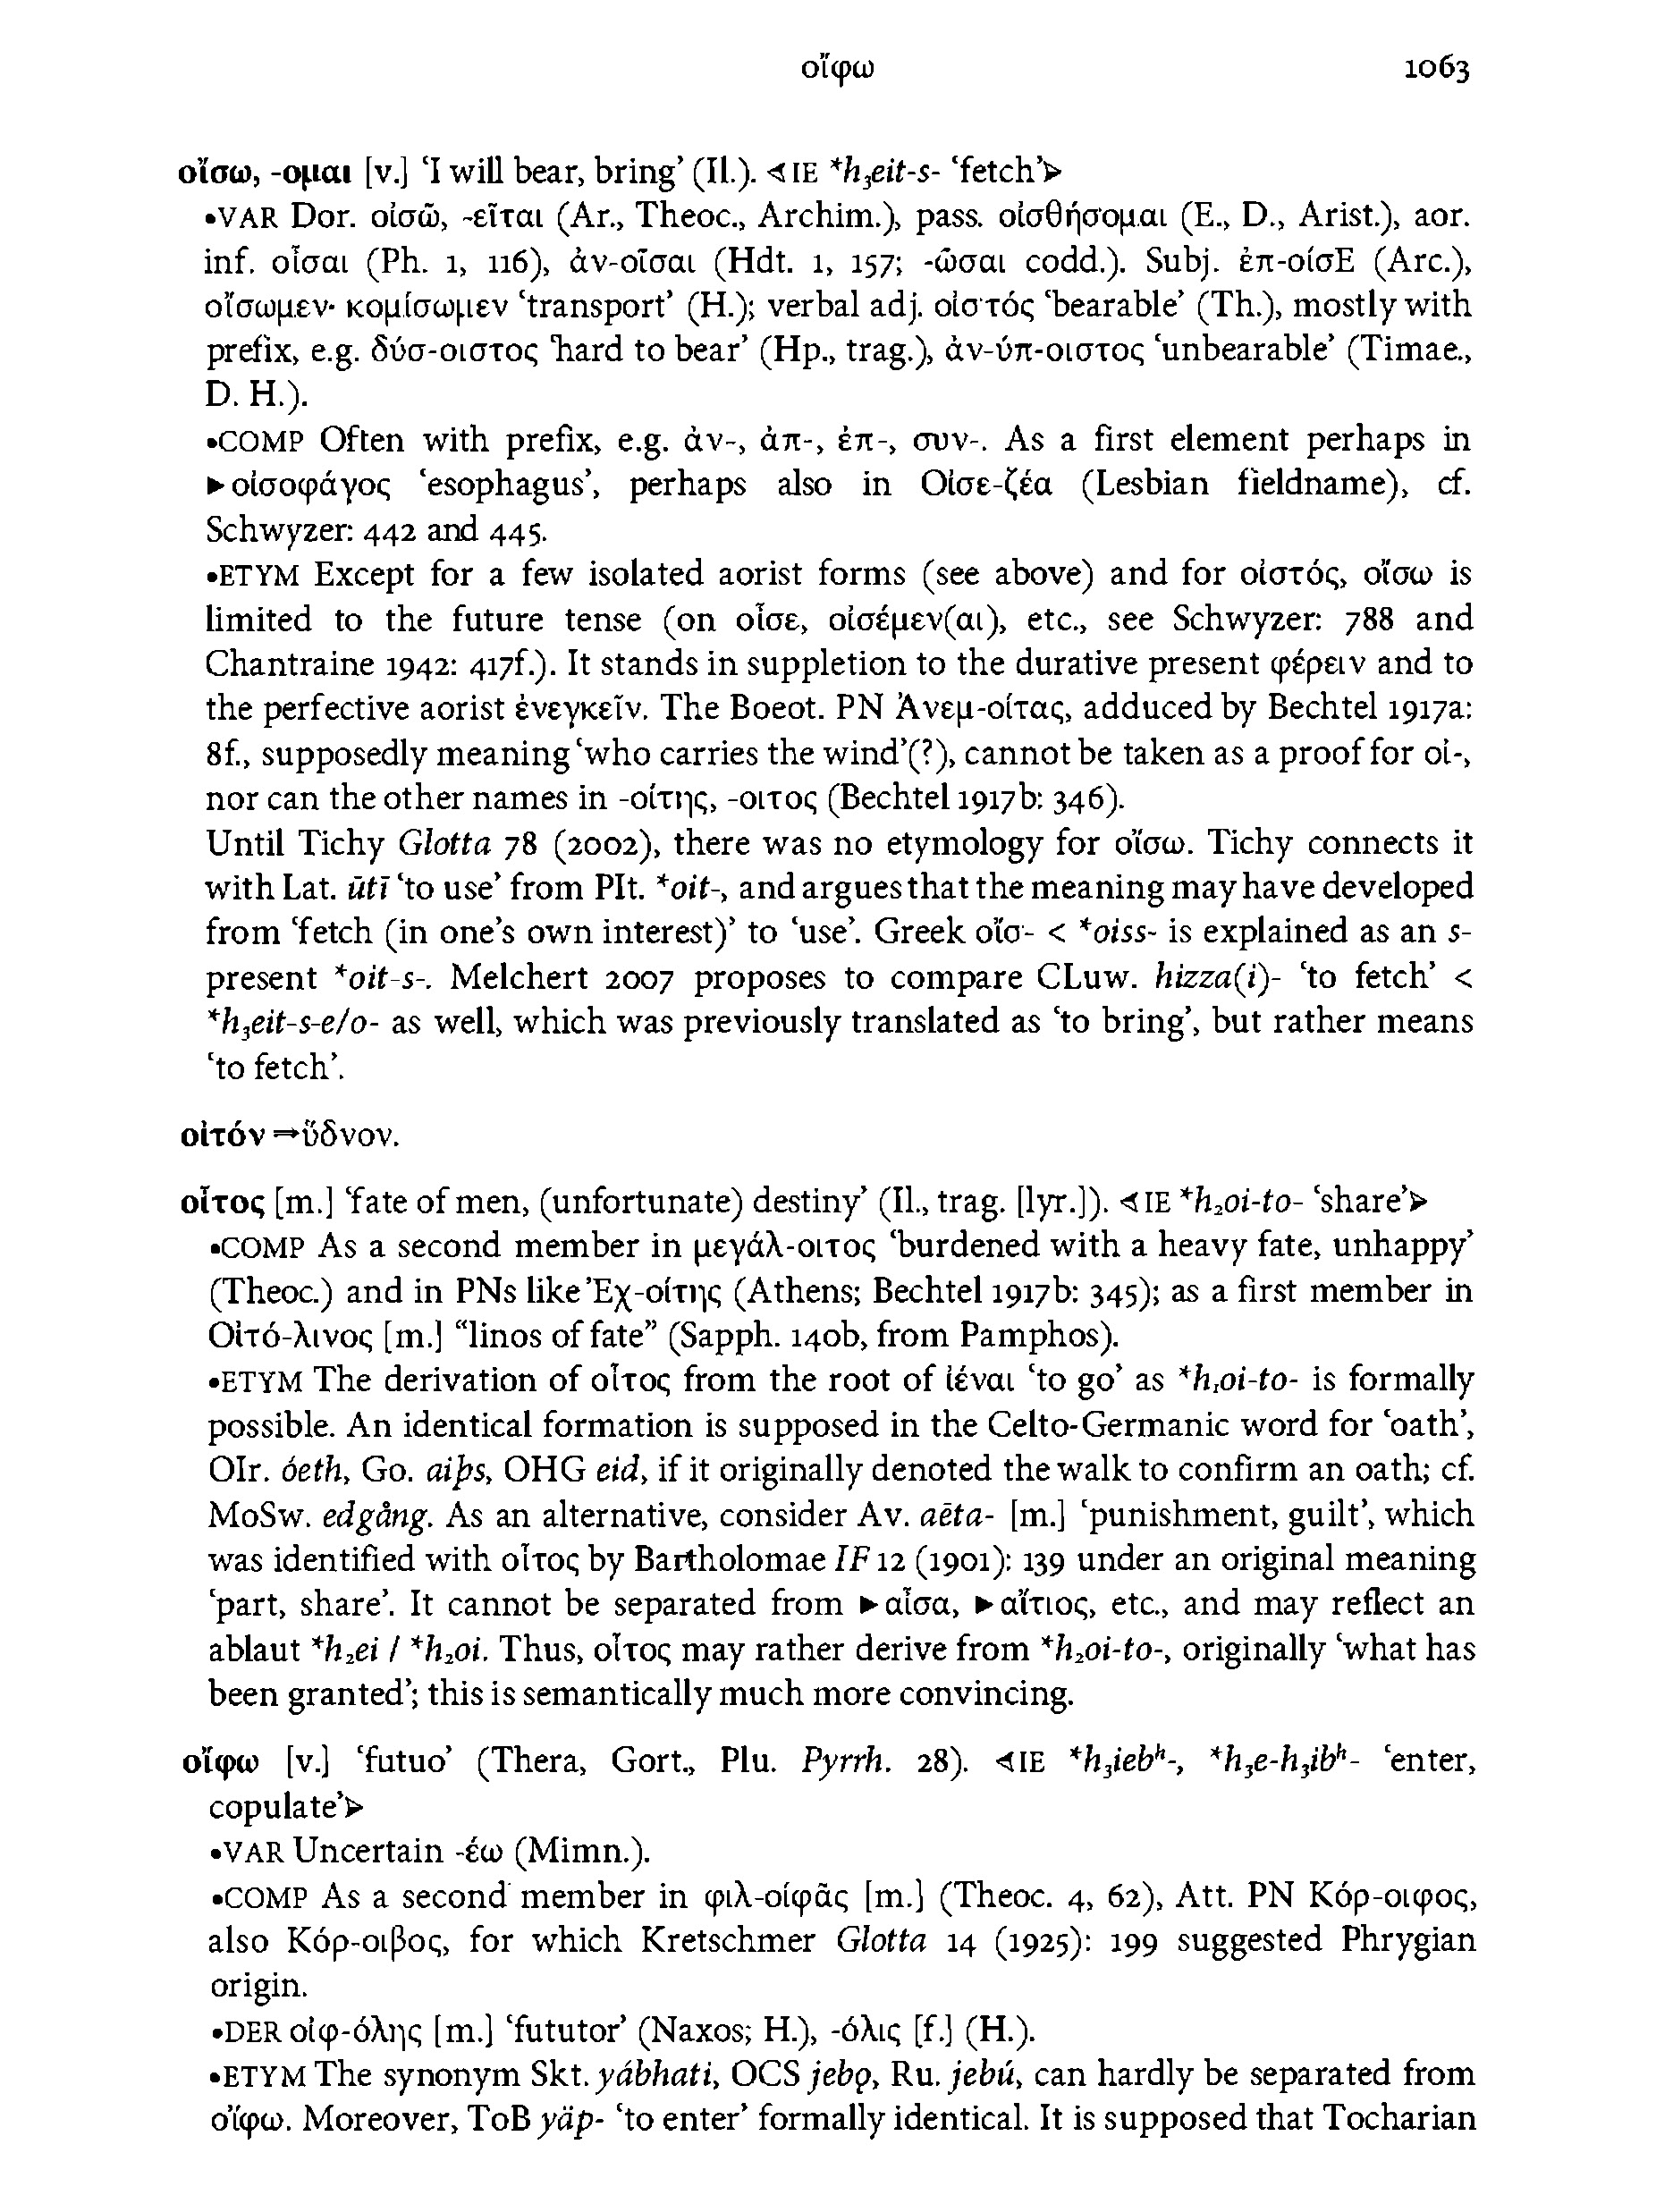 οἴφω 1063
οἴσω, -ομαι [v.] ‘I will bear, bring’ (Il.). ◁IE *h₃eit-s- ‘fetch’▷
•VAR Dor. οἰσῶ, -εῖται (Ar., Theoc., Archim.), pass. οἰσθήσομαι (E., D., Arist.), aor.
inf. οἶσαι (Ph. 1, 116), ἀν-οῖσαι (Hdt. 1, 157; -ῶσαι codd.). Subj. ἐπ-οίσΕ (Arc.),
οἴσωμεν· κομίσωμεν ‘transport’ (H.); verbal adj. οἰστός ‘bearable’ (Th.), mostly with
prefix, e.g. δύσ-οιστος ‘hard to bear’ (Hp., trag.), ἀν-ύπ-οιστος ‘unbearable’ (Timae.,
D. H.).
•COMP Often with prefix, e.g. ἀν-, ἀπ-, ἐπ-, συν-. As a first element perhaps in
►οἰσοφάγος ‘esophagus’, perhaps also in Οἰσε-ζέα (Lesbian fieldname), cf.
Schwyzer: 442 and 445.
•ETYM Except for a few isolated aorist forms (see above) and for οἰστός, οἴσω is
limited to the future tense (on οἶσε, οἰσέμεν(αι), etc., see Schwyzer: 788 and
Chantraine 1942: 417f.). It stands in suppletion to the durative present φέρειν and to
the perfective aorist ἐνεγκεῖν. The Boeot. PN Ἀνεμ-οίτας, adduced by Bechtel 1917a:
8f., supposedly meaning ‘who carries the wind’(?), cannot be taken as a proof for οἰ-,
nor can the other names in -οίτης, -οιτος (Bechtel 1917b: 346).
Until Tichy Glotta 78 (2002), there was no etymology for οἴσω. Tichy connects it
with Lat. ūtī ‘to use’ from PIt. *oit-, and argues that the meaning may have developed
from ‘fetch (in one’s own interest)’ to ‘use’. Greek οἰσ- < *oiss- is explained as an s-
present *oit-s-. Melchert 2007 proposes to compare CLuw. hizza(i)- ‘to fetch’ <
*h₃eit-s-e/o- as well, which was previously translated as ‘to bring’, but rather means
‘to fetch’.
οἰτόν ⇒ὕδνον.
οἶτος [m.] ‘fate of men, (unfortunate) destiny’ (Il., trag. [lyr.]). ◁IE *h₂oi-to- ‘share’▷
•COMP As a second member in μεγάλ-οιτος ‘burdened with a heavy fate, unhappy’
(Theoc.) and in PNs like Ἐχ-οίτης (Athens; Bechtel 1917b: 345); as a first member in
Οἰτό-λινος [m.] “linos of fate” (Sapph. 140b, from Pamphos).
•ETYM The derivation of οἶτος from the root of ἰέναι ‘to go’ as *h₁oi-to- is formally
possible. An identical formation is supposed in the Celto-Germanic word for ‘oath’,
OIr. óeth, Go. aiþs, OHG eid, if it originally denoted the walk to confirm an oath; cf.
MoSw. edgång. As an alternative, consider Av. aēta- [m.] ‘punishment, guilt’, which
was identified with οἶτος by Bartholomae IF 12 (1901): 139 under an original meaning
‘part, share’. It cannot be separated from ►αἶσα, ►αἴτιος, etc., and may reflect an
ablaut *h₂ei / *h₂oi. Thus, οἶτος may rather derive from *h₂oi-to-, originally ‘what has
been granted’; this is semantically much more convincing.
οἴφω [v.] ‘futuo’ (Thera, Gort., Plu. Pyrrh. 28). ◁IE *h₃iebʰ-, *h₃e-h₃ibʰ- ‘enter,
copulate’▷
•VAR Uncertain -έω (Mimn.).
•COMP As a second member in φιλ-οίφᾱς [m.] (Theoc. 4, 62), Att. PN Κόρ-οιφος,
also Κόρ-οιβος, for which Kretschmer Glotta 14 (1925): 199 suggested Phrygian
origin.
•DER οἰφ-όλης [m.] ‘fututor’ (Naxos; H.), -όλις [f.] (H.).
•ETYM The synonym Skt. yábhati, OCS jebǫ, Ru. jebú, can hardly be separated from
οἴφω. Moreover, ToB yäp- ‘to enter’ formally identical. It is supposed that Tocharian